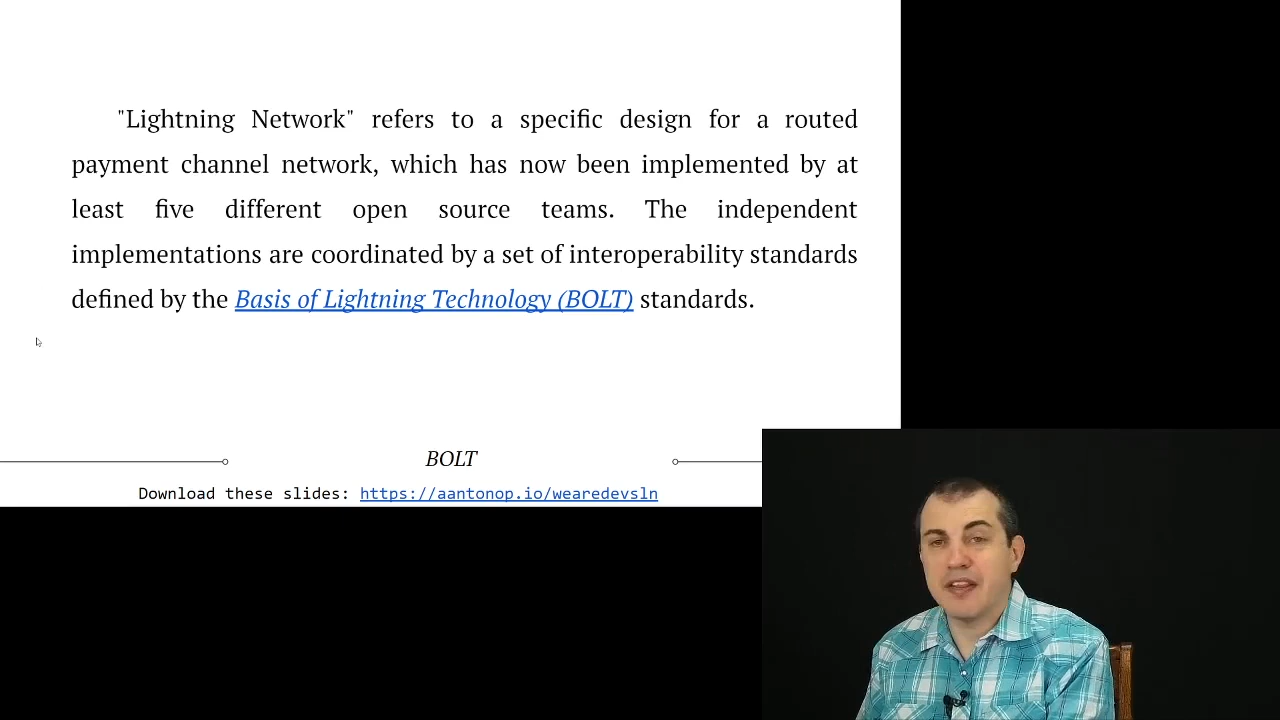 "Lightning Network" refers to a specific design for a routed
payment channel network, which has now been implemented by at
least five different open source teams. The independent
implementations are coordinated by a set of interoperability standards
defined by the Basis of Lightning Technology (BOLT) standards.
BOLT
Download these slides: https://aantonop.io/wearedevsln